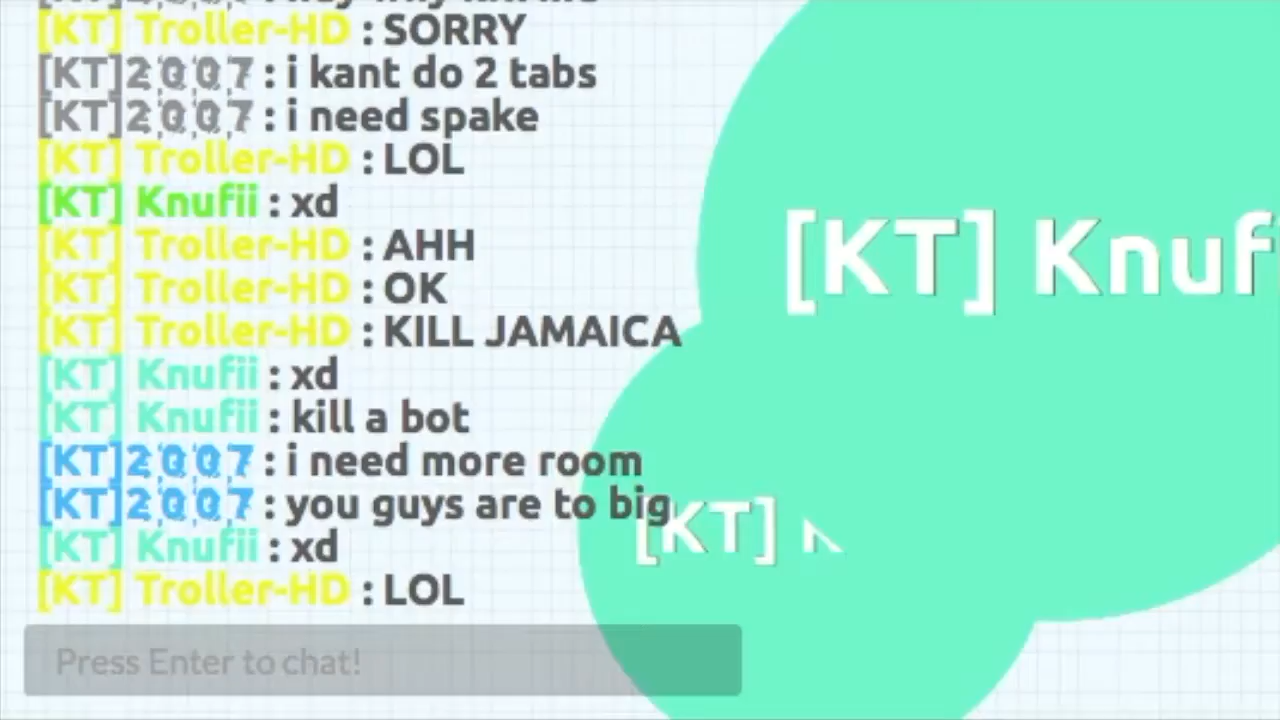 [KT] Troller-HD : SORRY
[KT]2007 : i kant do 2 tabs
[KT]2007 : i need spake
[KT] Troller-HD : LOL
[KT] Knufii : xd
[KT] Troller-HD : AHH
[KT] Troller-HD : OK
[KT] Troller-HD : KILL JAMAICA
[KT] Knufii : xd
[KT] Knufii : kill a bot
[KT]2007 : i need more room
[KT]2007 : you guys are to big
[KT] Knufii : xd
[KT] Troller-HD : LOL
Press Enter to chat!
[KT] Knuf
[KT]